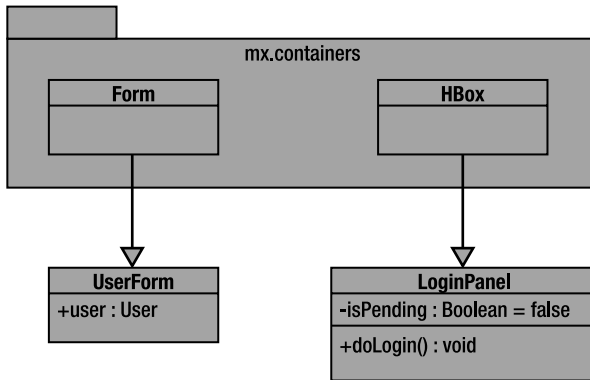 mx.containers
Form
HBox
UserForm
+user : User
LoginPanel
-isPending : Boolean = false
+doLogin() : void